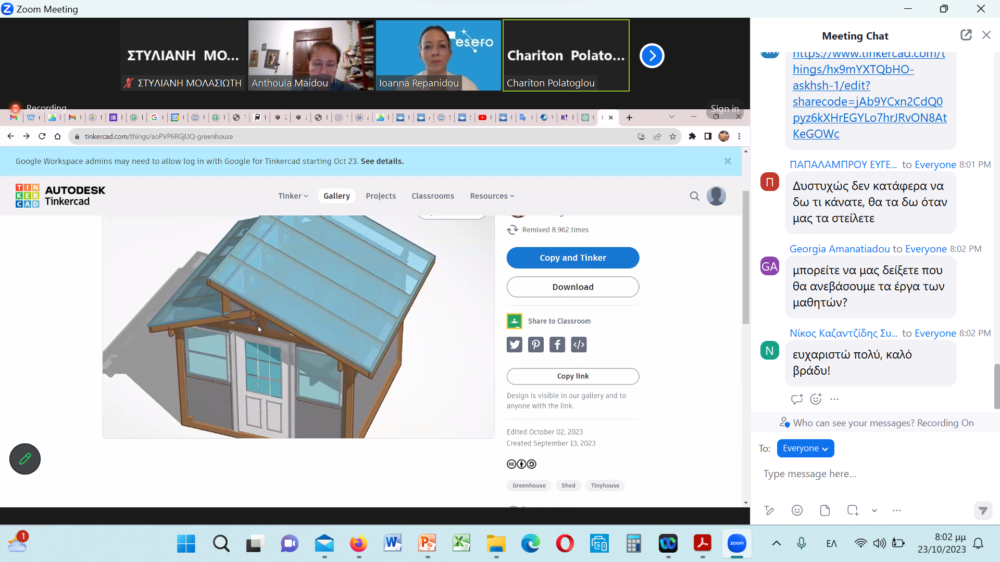 Zoom Meeting
ΣΤΥΛΙΑΝΗ ΜΟ...
ΣΤΥΛΙΑΝΗ ΜΟΛΑΣΙΩΤΗ
Anthoula Maidou
esero
Ioanna Repanidou
Chariton Polato...
Chariton Polatoglou
Recording
Sign in
tinkercad.com/things/aoPVP6RGjUQ-greenhouse
Google Workspace admins may need to allow log in with Google for Tinkercad starting Oct 23. See details.
TIN
KER
CAD
AUTODESK
Tinkercad
Tinker
Gallery
Projects
Classrooms
Resources
Remixed 8.962 times
Copy and Tinker
Download
Share to Classroom
Copy link
Design is visible in our gallery and to
anyone with the link.
Edited October 02, 2023
Created September 13, 2023
Greenhouse
Shed
Tinyhouse
Meeting Chat
https://www.tinkercad.com/t
hings/hx9mYXTQbHO-
askhsh-1/edit?
sharecode=jAb9YCxn2CdQ0
pyz6kXHrEGYLo7hrJRvON8At
KeGOWc
ΠΑΠΑΛΑΜΠΡΟΥ ΕΥΓΕ... to Everyone 8:01 PM
Π
Δυστυχώς δεν κατάφερα να
δω τι κάνατε, θα τα δω όταν
μας τα στείλετε
Georgia Amanatiadou to Everyone 8:02 PM
GA
μπορείτε να μας δείξετε που
θα ανεβάσουμε τα έργα των
μαθητών?
Νίκος Καζαντζίδης Συ... to Everyone 8:02 PM
N
ευχαριστώ πολύ, καλό
βράδυ!
Who can see your messages? Recording On
To: Everyone
Type message here...
1
zoom
ΕΛ
8:02 μμ
23/10/2023